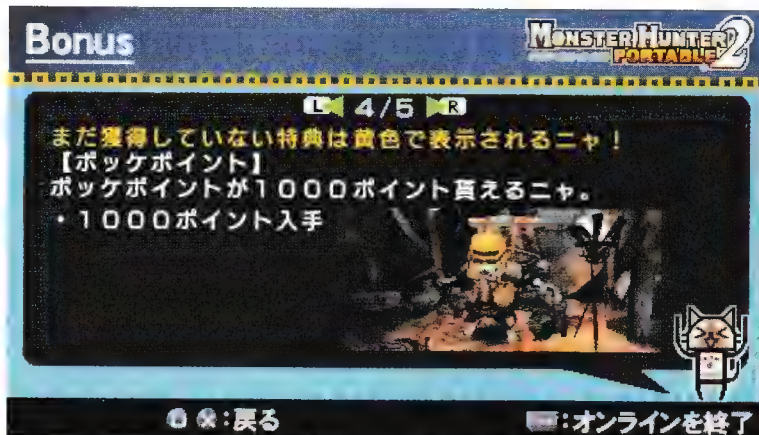 Bonus
MONSTER HUNTER
PORTABLE 2
L 4/5 R
まだ獲得していない特典は黄色で表示されるニャ！
【ポッケポイント】
ポッケポイントが１０００ポイント貰えるニャ。
・１０００ポイント入手
:戻る
:オンラインを終了